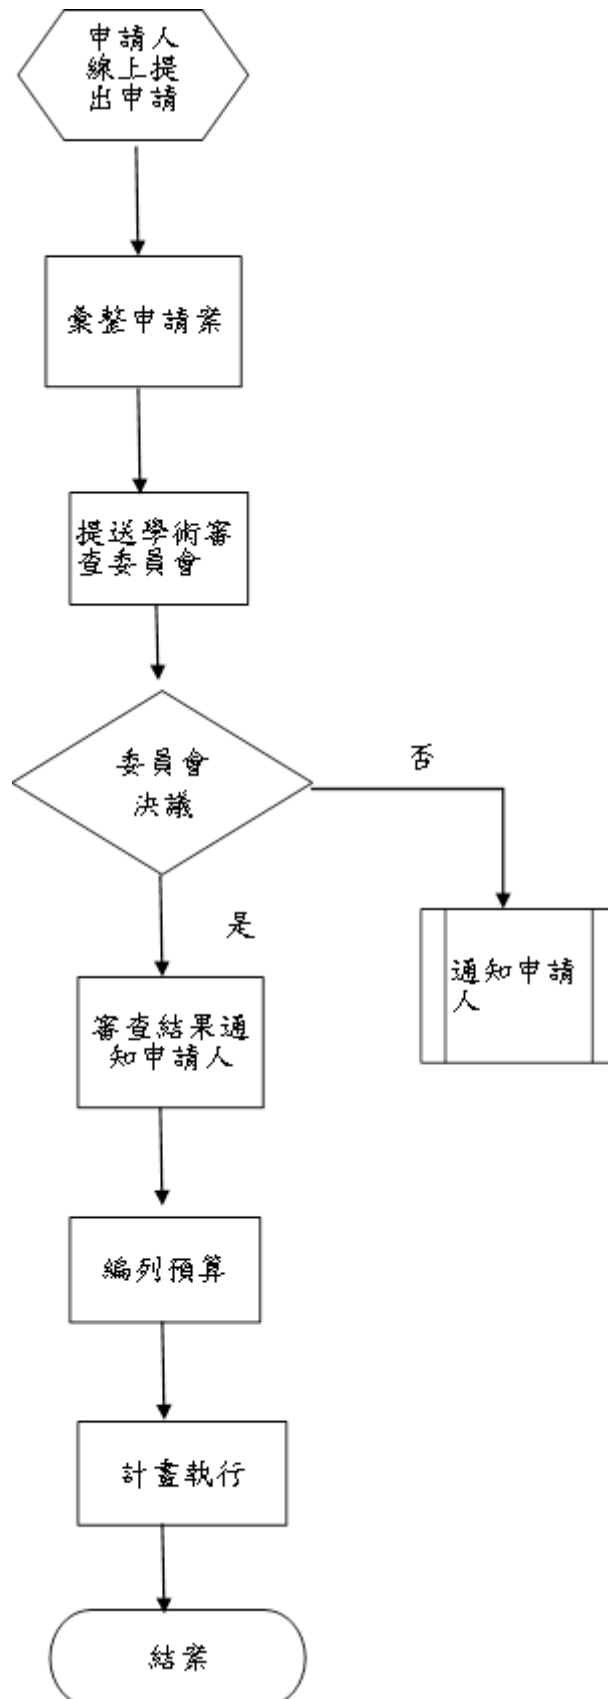 申請人
線上提
出申請
彙整申請案
提送學術審
查委員會
委員會
決議
否
是
通知申請
人
審查結果通
知申請人
編列預算
計畫執行
結案